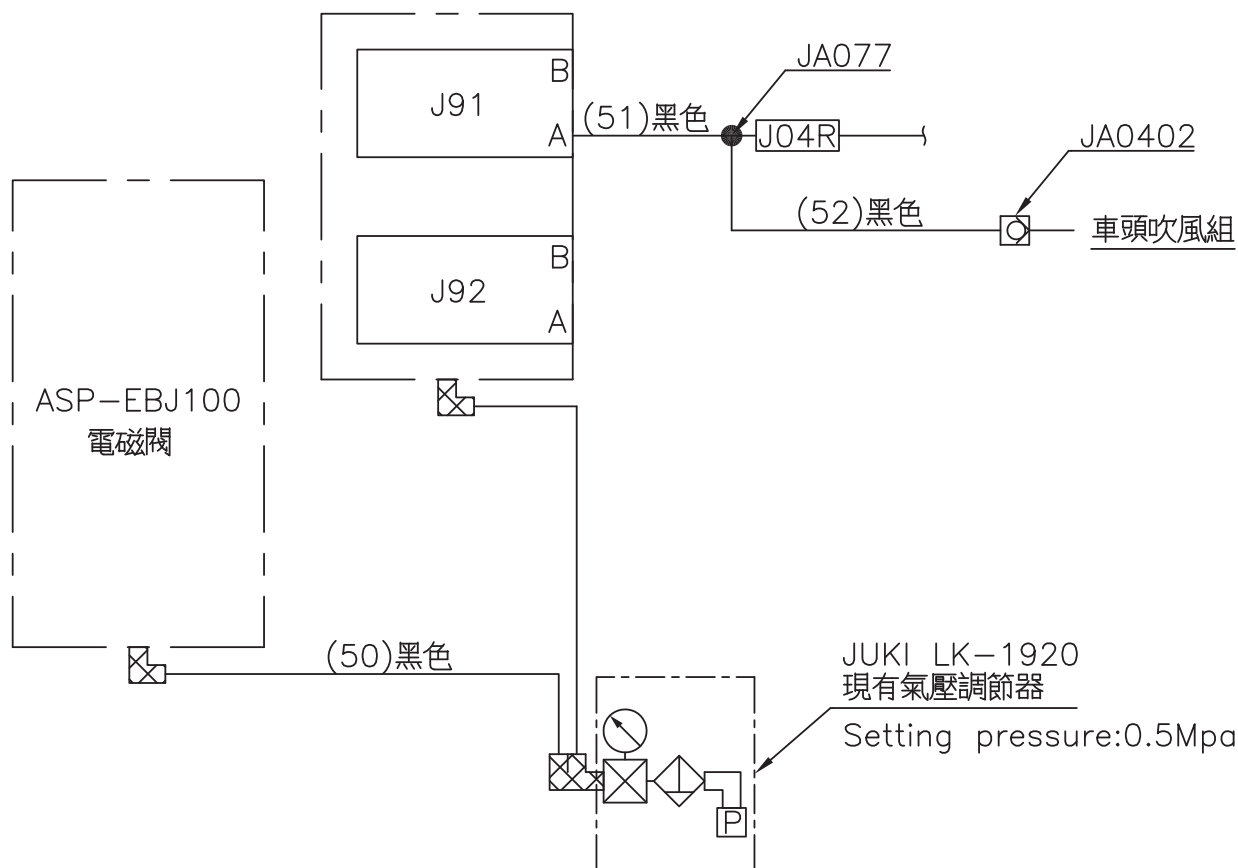 JA077
B
J91
A
(51)黑色
J04R
JA0402
(52)黑色
車頭吹風組
B
J92
A
ASP-EBJ100
電磁閥
(50)黑色
JUKI LK-1920
現有氣壓調節器
Setting pressure:0.5Mpa
P